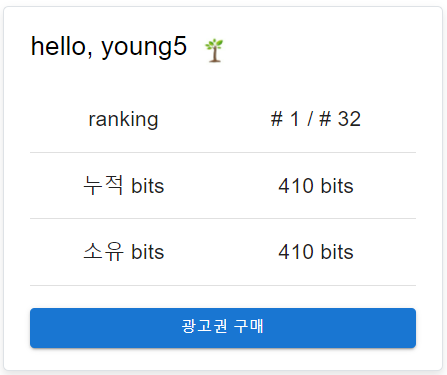 hello, young5
ranking # 1 / # 32
누적 bits 410 bits
소유 bits 410 bits
광고권 구매